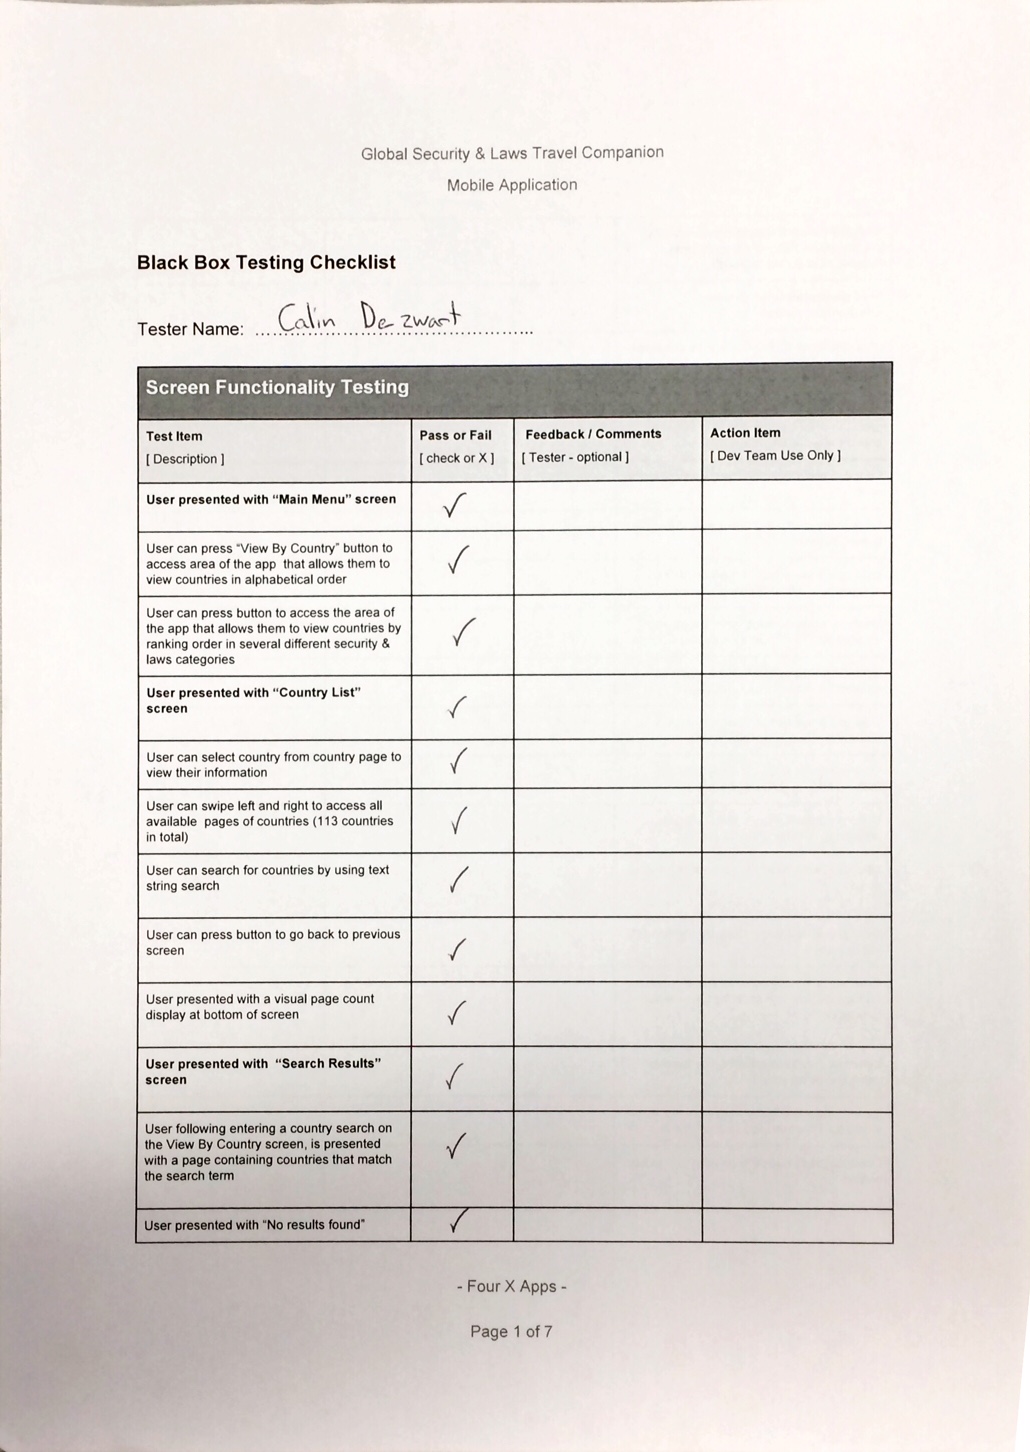 Global Security & Laws Travel Companion
Mobile Application
Black Box Testing Checklist
Tester Name: Calin De zwart
Screen Functionality Testing
Test Item
[ Description ]
Pass or Fail
[ check or X ]
Feedback / Comments
[ Tester - optional ]
Action Item
[ Dev Team Use Only ]
User presented with “Main Menu” screen
✓
User can press “View By Country” button to
access area of the app that allows them to
view countries in alphabetical order
✓
User can press button to access the area of
the app that allows them to view countries by
ranking order in several different security &
laws categories
✓
User presented with “Country List”
screen
✓
User can select country from country page to
view their information
✓
User can swipe left and right to access all
available pages of countries (113 countries
in total)
✓
User can search for countries by using text
string search
✓
User can press button to go back to previous
screen
✓
User presented with a visual page count
display at bottom of screen
✓
User presented with “Search Results”
screen
✓
User following entering a country search on
the View By Country screen, is presented
with a page containing countries that match
the search term
✓
User presented with “No results found”
✓
- Four X Apps -
Page 1 of 7